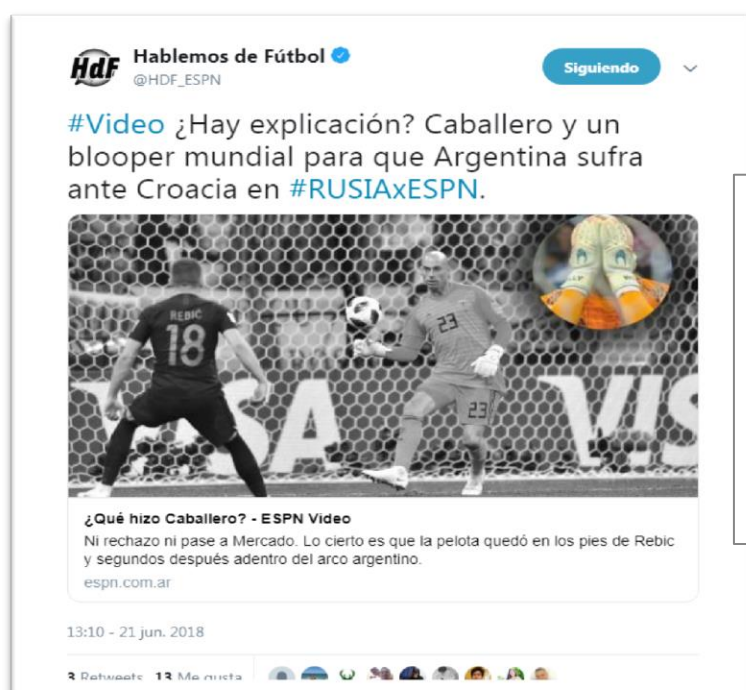 HdF
Hablemos de Fútbol
@HDF_ESPN
Siguiendo
#Video ¿Hay explicación? Caballero y un
blooper mundial para que Argentina sufra
ante Croacia en #RUSIAxESPN.
REBIĆ
18
23
23
VISA
VIS
¿Qué hizo Caballero? - ESPN Video
Ni rechazo ni pase a Mercado. Lo cierto es que la pelota quedó en los pies de Rebic
y segundos después adentro del arco argentino.
espn.com.ar
13:10 - 21 jun. 2018
3 Retweets 13 Me gusta